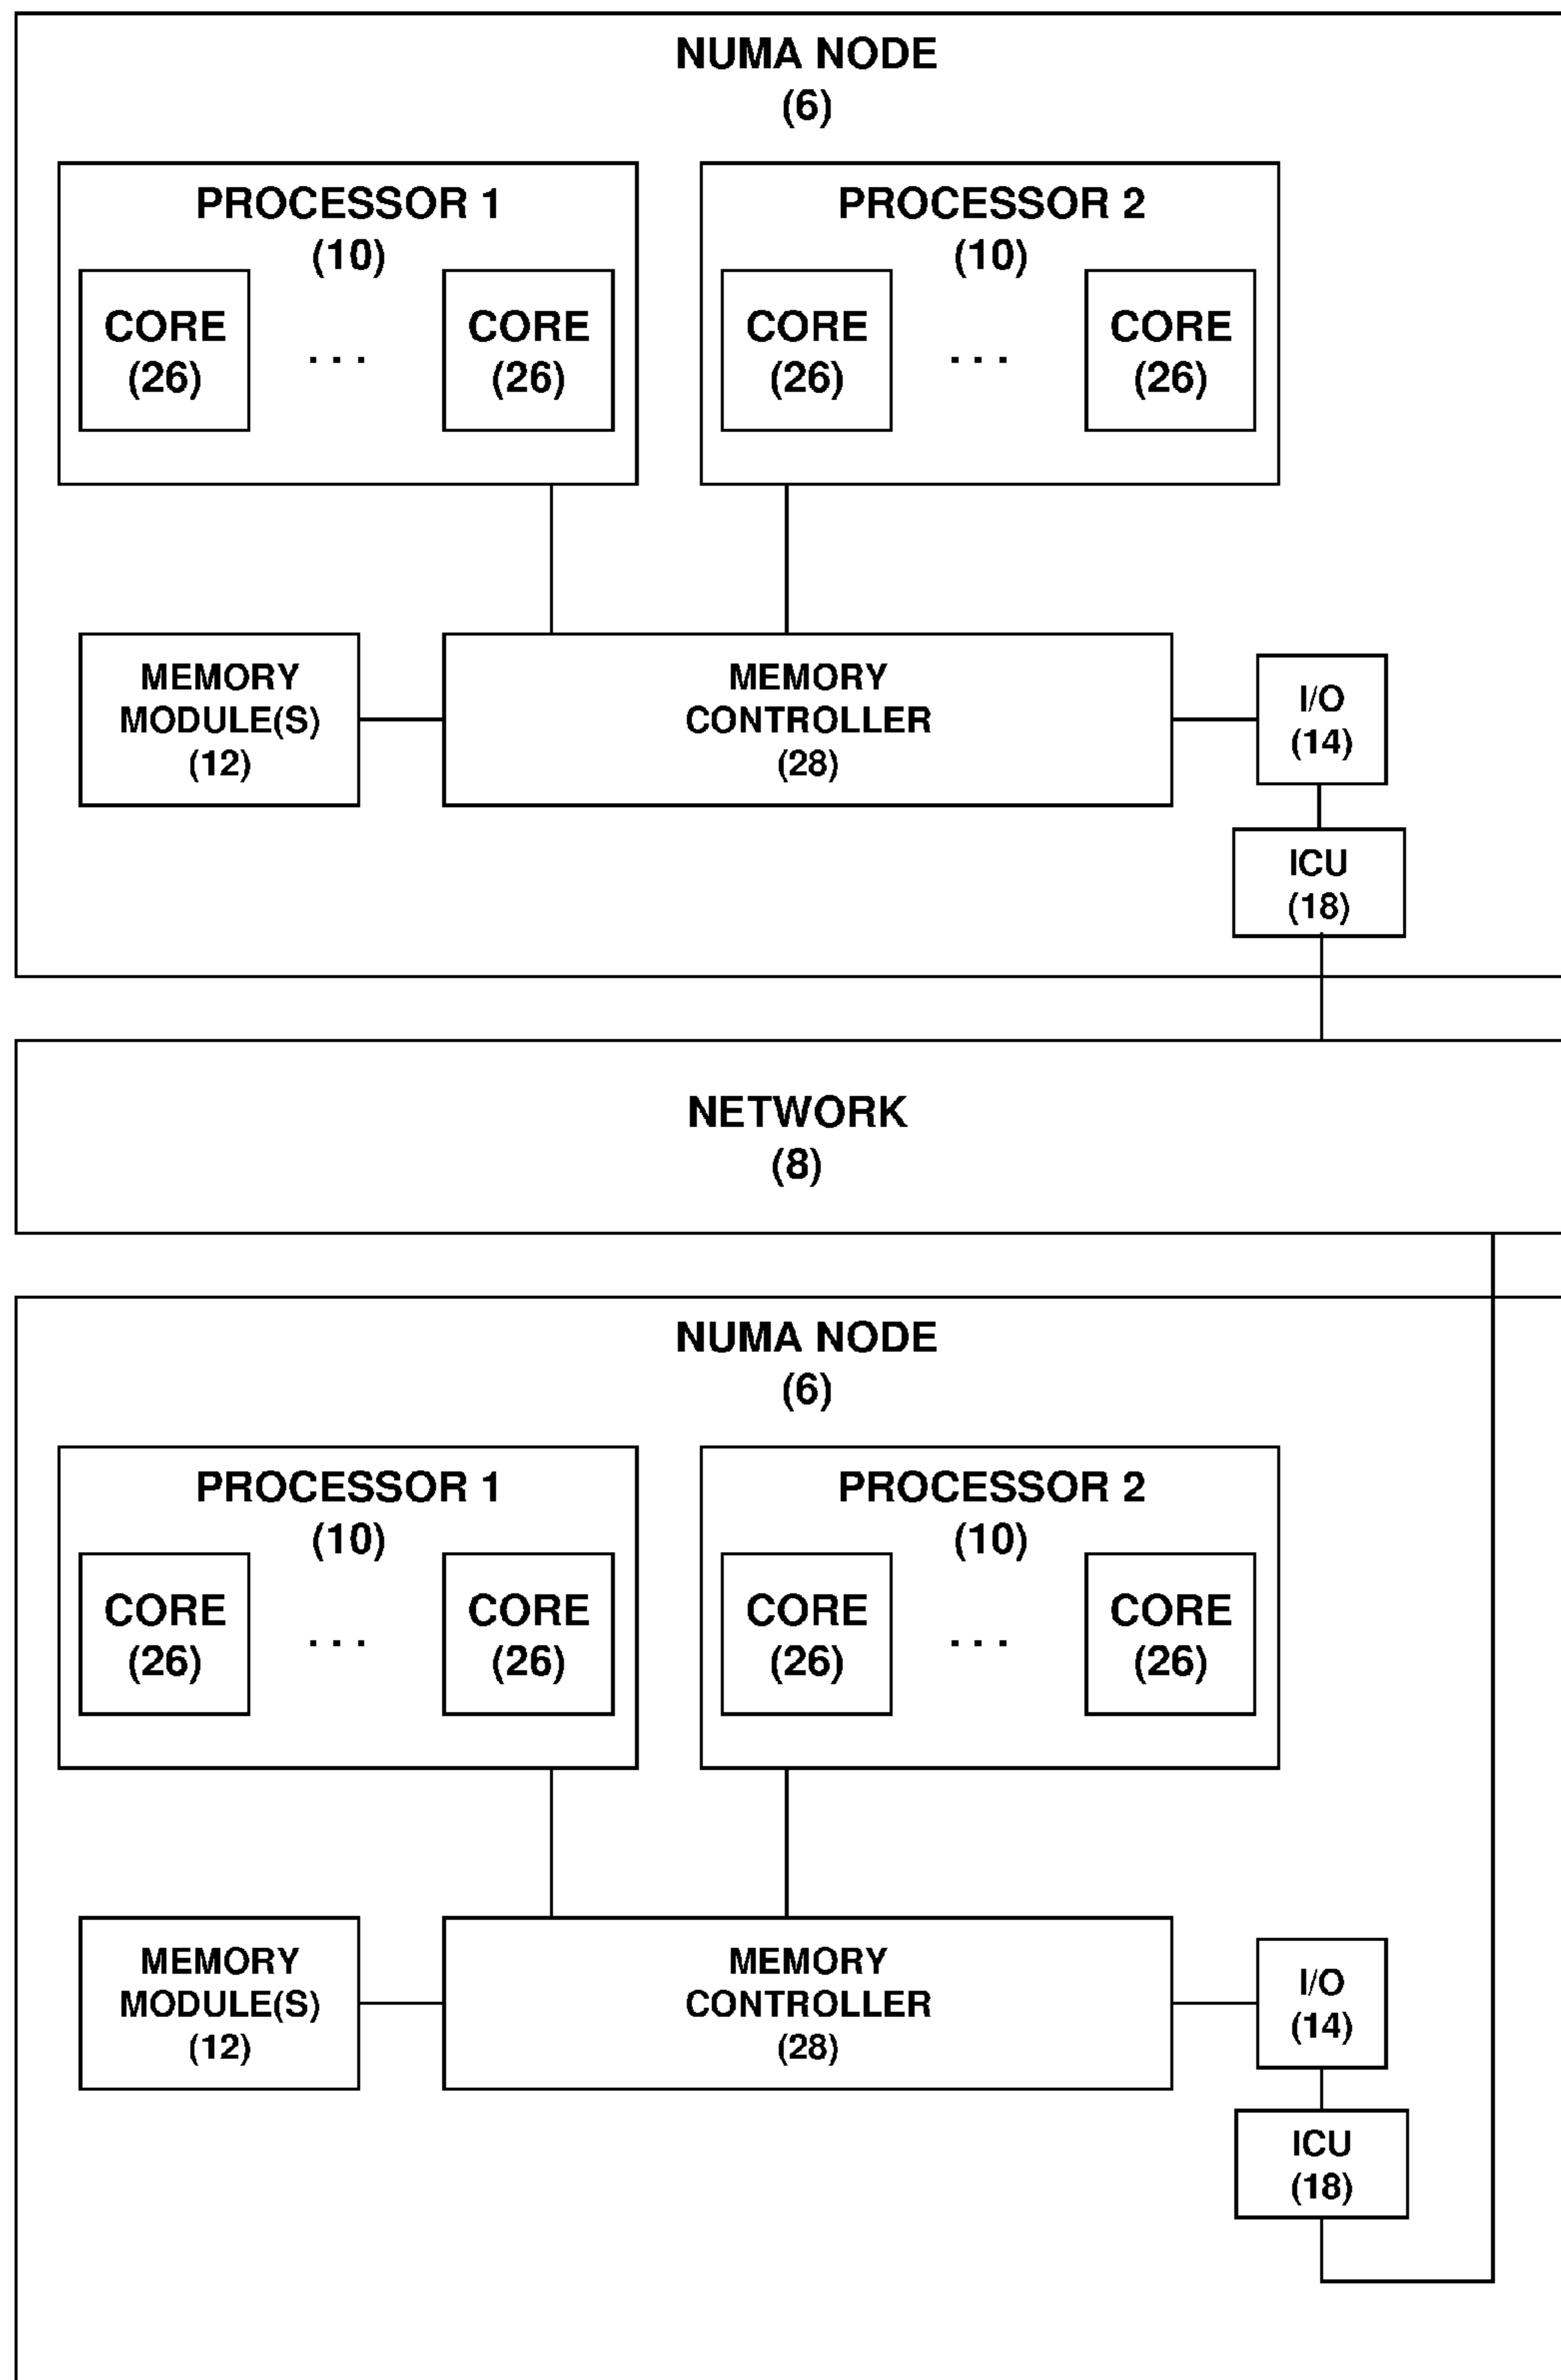 NUMA NODE
(6)
PROCESSOR 1
(10)
CORE
(26)
. . .
CORE
(26)
PROCESSOR 2
(10)
CORE
(26)
. . .
CORE
(26)
MEMORY
MODULE(S)
(12)
MEMORY
CONTROLLER
(28)
I/O
(14)
ICU
(18)
NETWORK
(8)
NUMA NODE
(6)
PROCESSOR 1
(10)
CORE
(26)
. . .
CORE
(26)
PROCESSOR 2
(10)
CORE
(26)
. . .
CORE
(26)
MEMORY
MODULE(S)
(12)
MEMORY
CONTROLLER
(28)
I/O
(14)
ICU
(18)